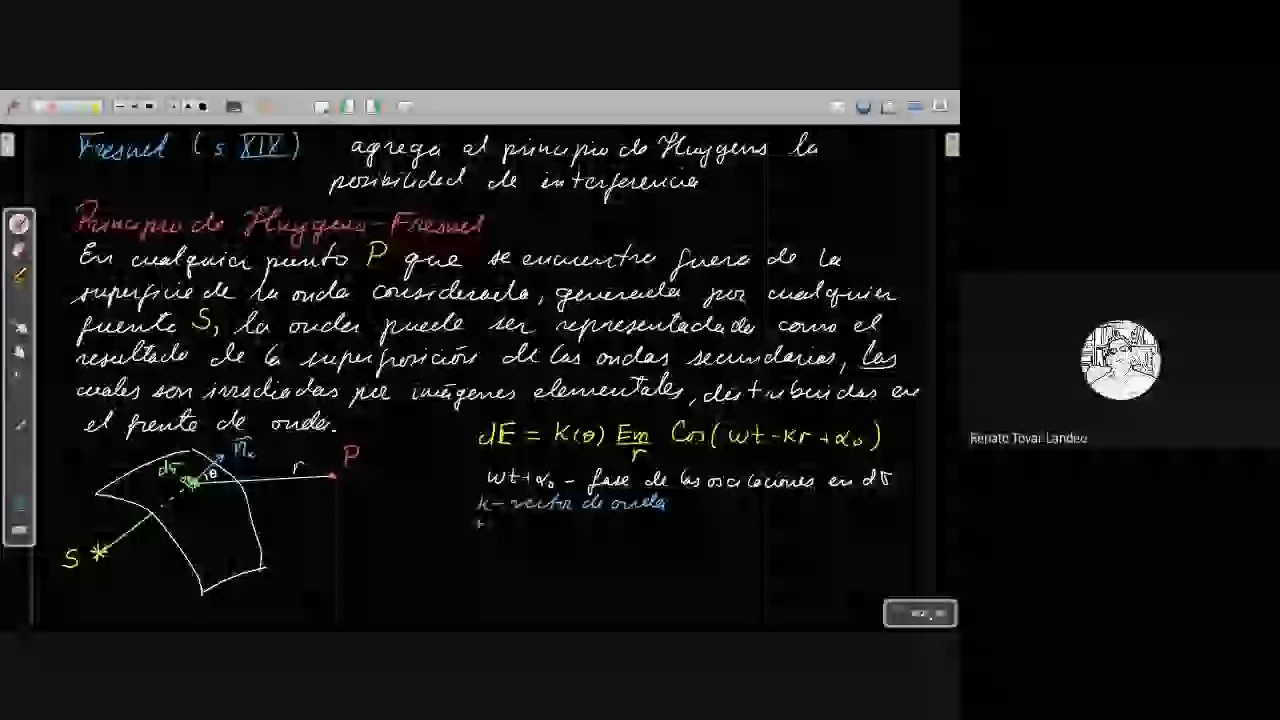 Fresnel (s XIX) agrega al principio de Huygens la
posibilidad de interferencia
Principio de Huygens-Fresnel
En cualquier punto P que se encuentra fuera de la
superficie de la onda considerada, generada por cualquier
fuente S, la onda puede ser representada como el
resultado de la superposición de las ondas secundarias, las
cuales son irradiadas por imágenes elementales, distribuidas en
el frente de onda.
dE = K(θ) Em/r Cos(ωt-kr+α₀)
ωt+α₀ - fase de las oscilaciones en dσ
k- vector de onda
dσ
θ
r
P
S
Renato Tovar Landeo